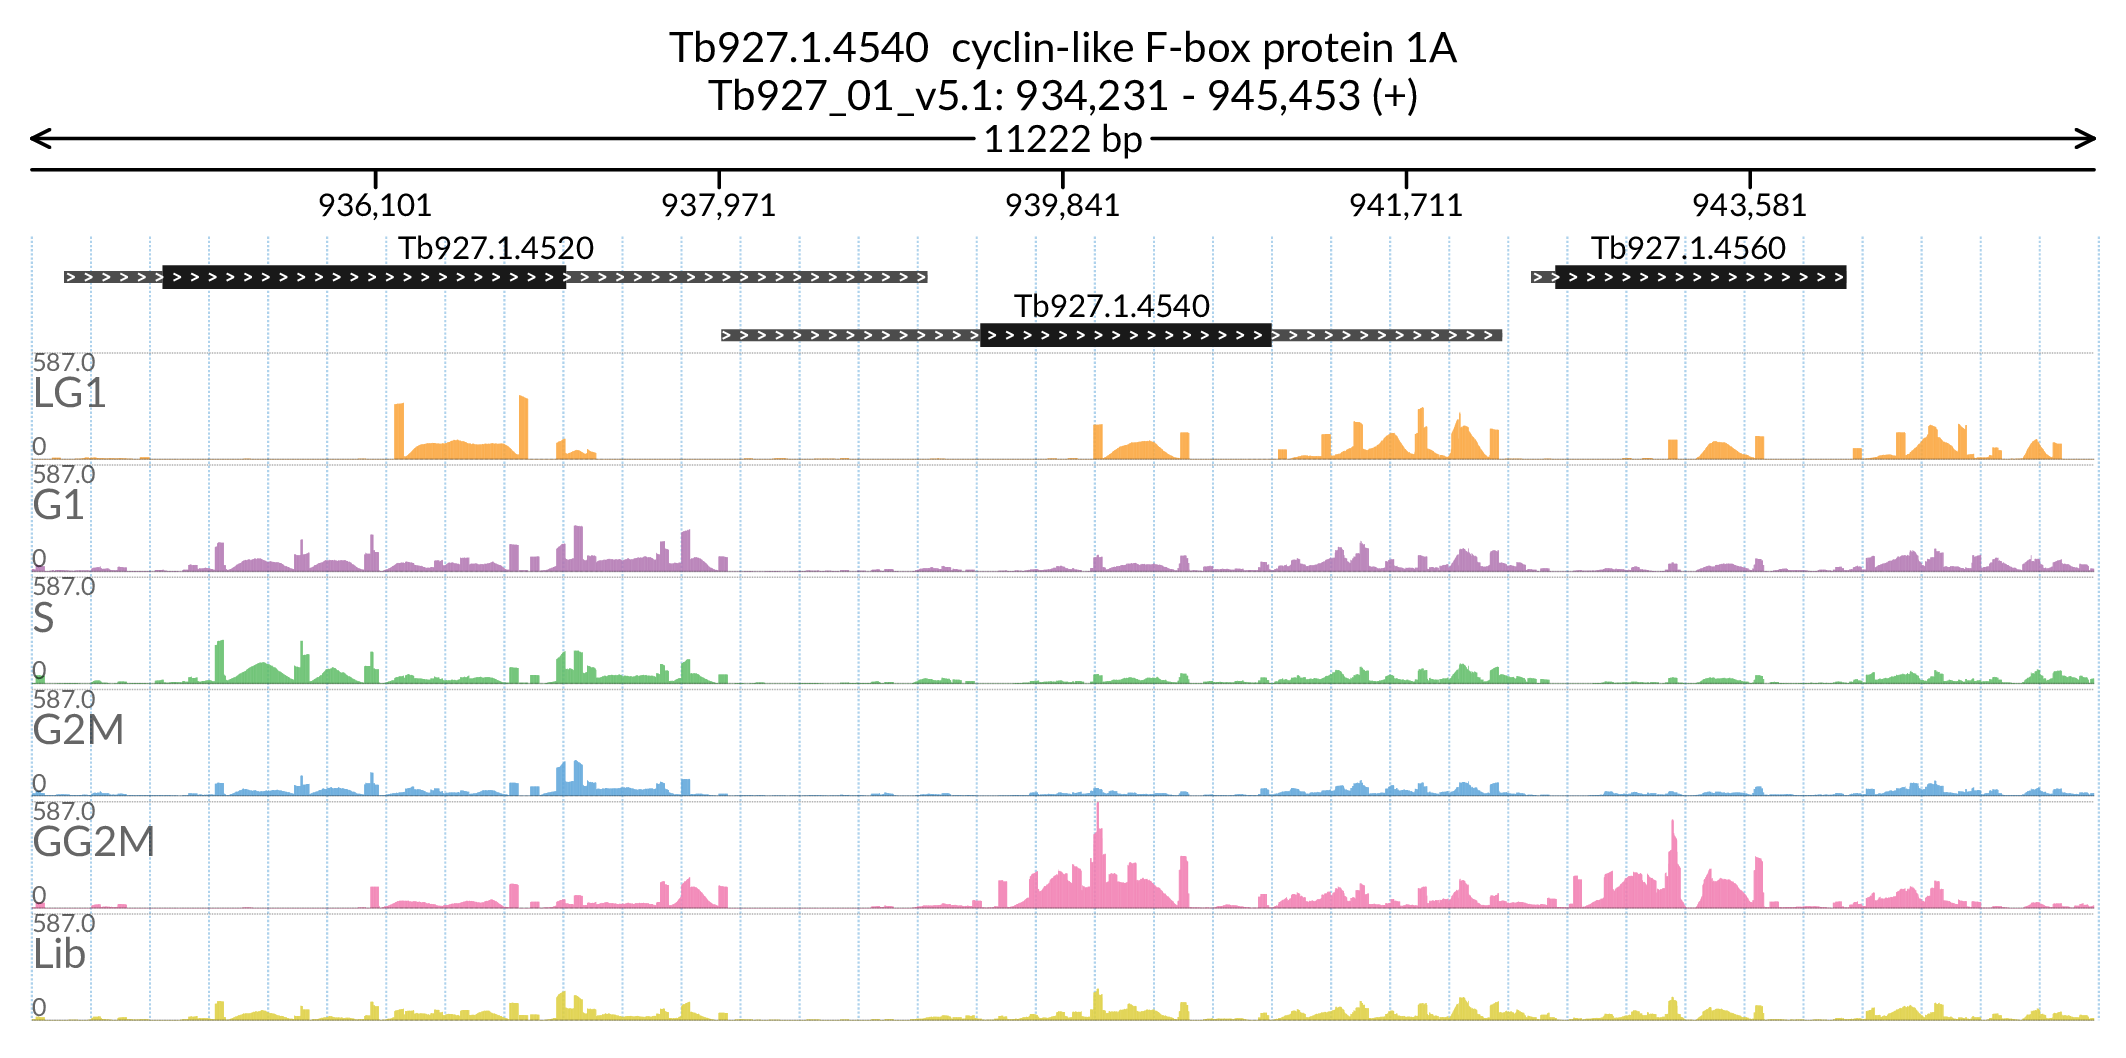 Tb927.1.4540 cyclin-like F-box protein 1A
Tb927_01_v5.1: 934,231 - 945,453 (+)
11222 bp
936,101 937,971 939,841 941,711 943,581
Tb927.1.4520 Tb927.1.4560
Tb927.1.4540
587.0
LG1
0
587.0
G1
0
587.0
S
0
587.0
G2M
0
587.0
GG2M
0
587.0
Lib
0